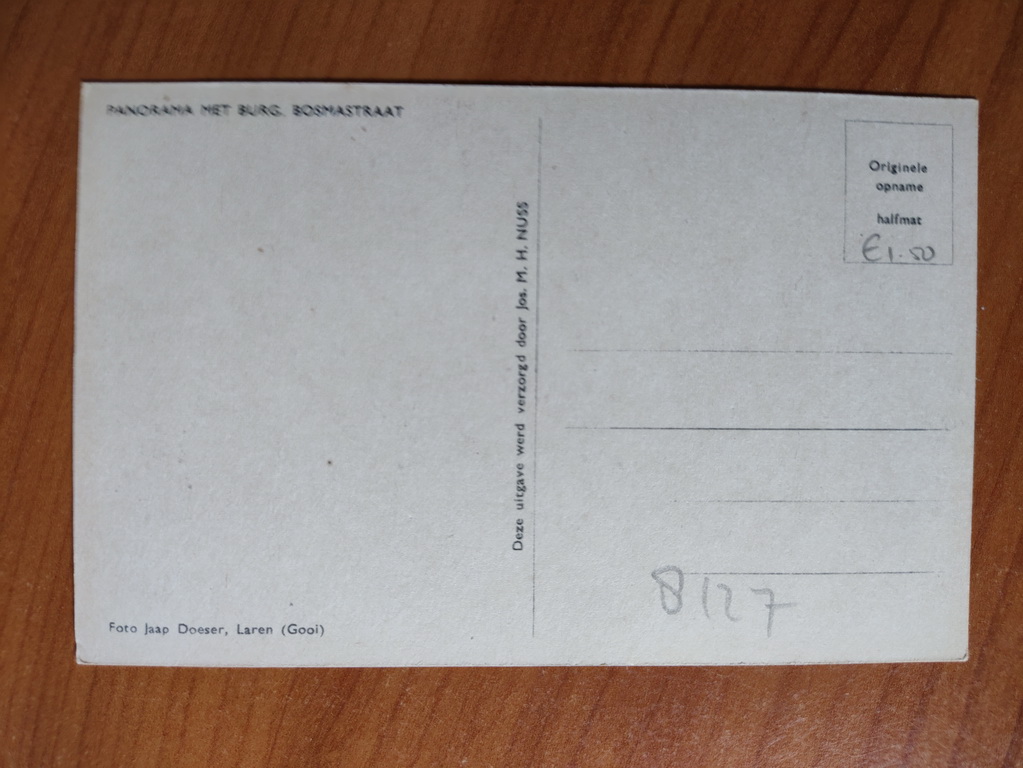 PANORAMA MET BURG. BOSMASTRAAT
Foto Jaap Doeser, Laren (Gooi)
Deze uitgave werd verzorgd door Jos. M. H. NUSS
Originele
opname
halfmat
€1.50
8127